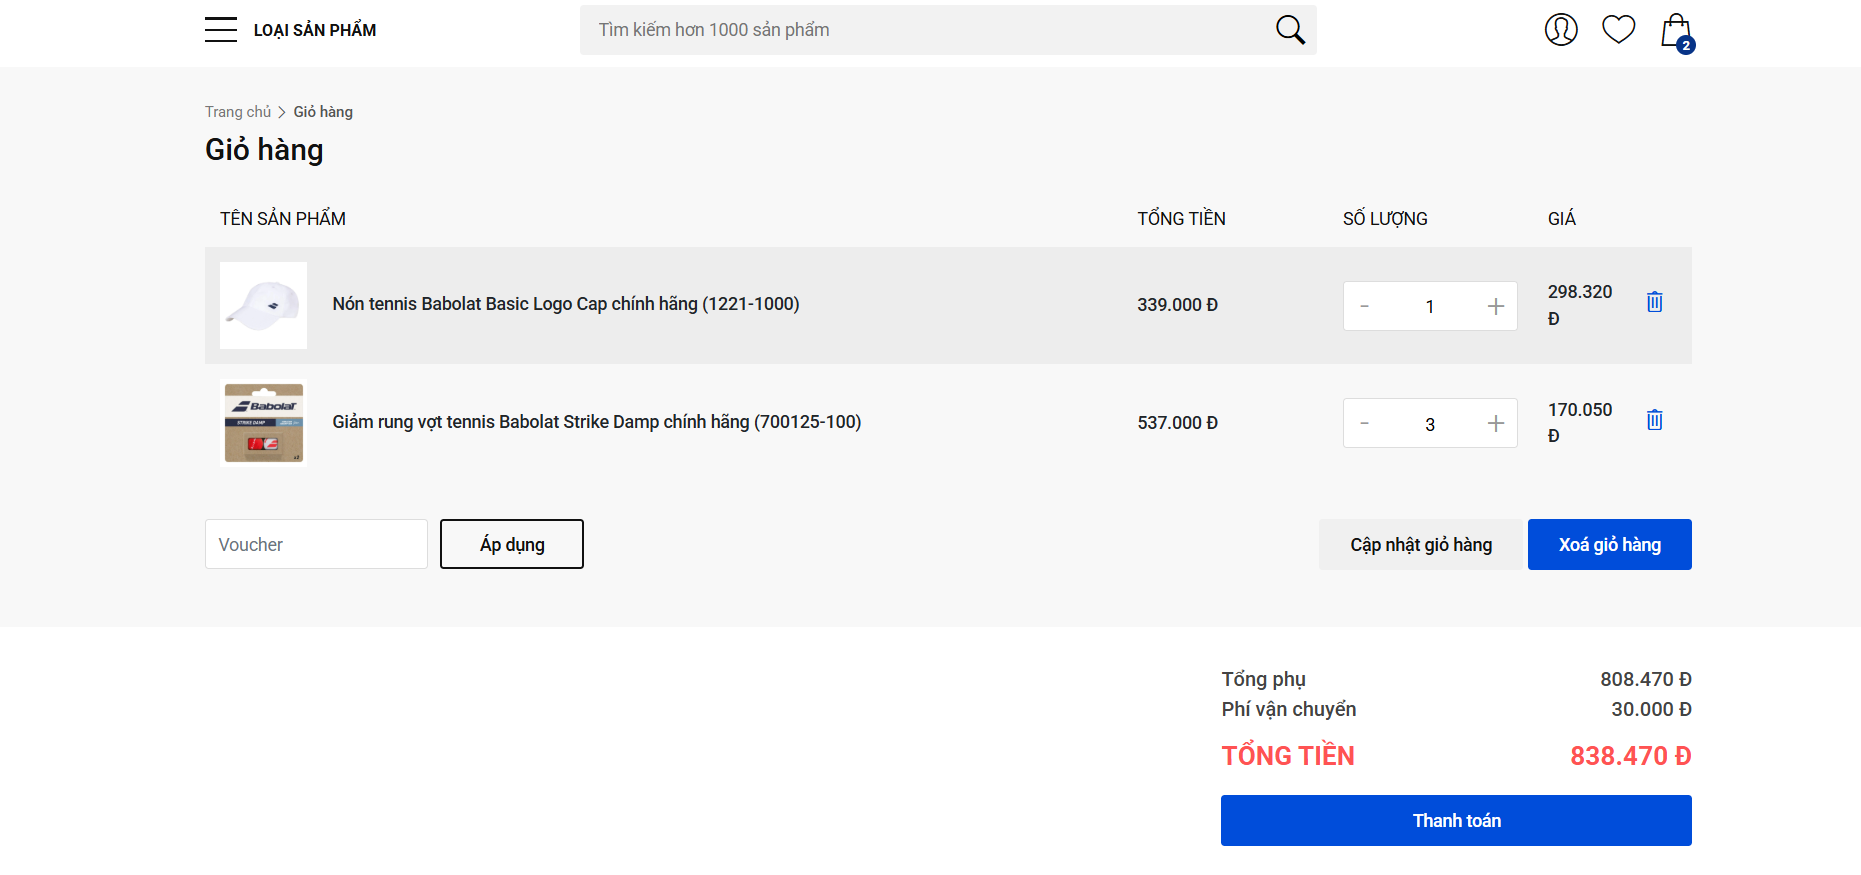 LOẠI SẢN PHẨM
Tìm kiếm hơn 1000 sản phẩm
2
Trang chủ > Giỏ hàng
Giỏ hàng
TÊN SẢN PHẨM TỔNG TIỀN SỐ LƯỢNG GIÁ
Nón tennis Babolat Basic Logo Cap chính hãng (1221-1000) 339.000 Đ - 1 + 298.320
Đ
Babolat
STRIKE DAMP
Giảm rung vợt tennis Babolat Strike Damp chính hãng (700125-100) 537.000 Đ - 3 + 170.050
Đ
Voucher Áp dụng Cập nhật giỏ hàng Xoá giỏ hàng
Tổng phụ 808.470 Đ
Phí vận chuyển 30.000 Đ
TỔNG TIỀN 838.470 Đ
Thanh toán